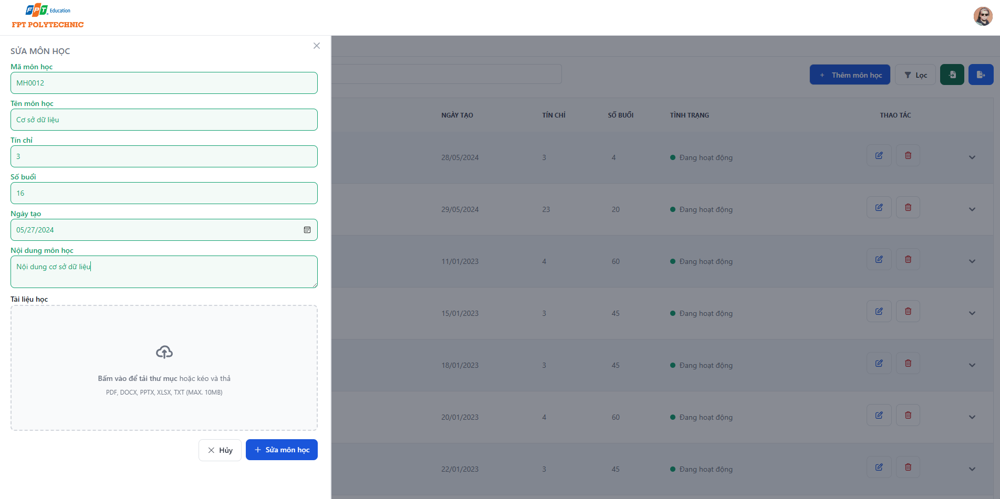 FPT Education
FPT POLYTECHNIC
SỬA MÔN HỌC
Mã môn học
MH0012
Tên môn học
Cơ sở dữ liệu
Tín chỉ
3
Số buổi
16
Ngày tạo
05/27/2024
Nội dung môn học
Nội dung cơ sở dữ liệu
Tài liệu học
Bấm vào để tải thư mục hoặc kéo và thả
PDF, DOCX, PPTX, XLSX, TXT (MAX. 10MB)
Hủy
Sửa môn học
Thêm môn học
Lọc
NGÀY TẠO TÍN CHỈ SỐ BUỔI TÌNH TRẠNG THAO TÁC
28/05/2024 3 4 Đang hoạt động
29/05/2024 23 20 Đang hoạt động
11/01/2023 4 60 Đang hoạt động
15/01/2023 3 45 Đang hoạt động
18/01/2023 3 45 Đang hoạt động
20/01/2023 4 60 Đang hoạt động
22/01/2023 3 45 Đang hoạt động